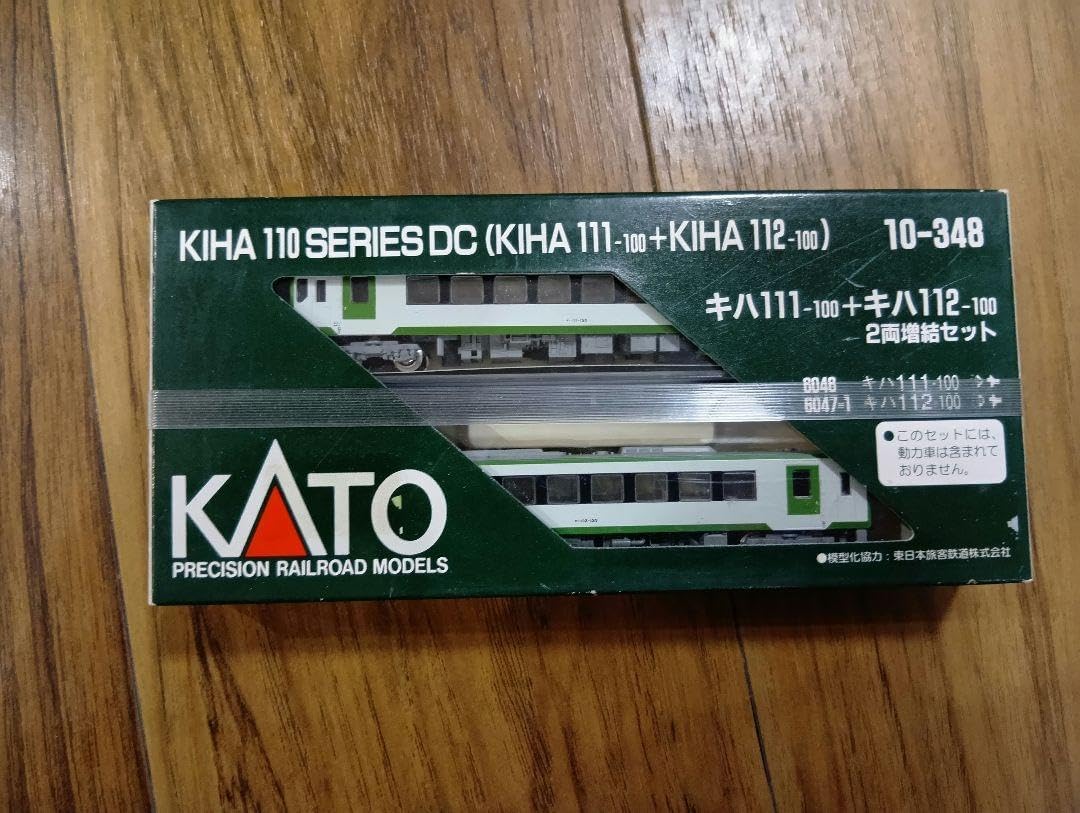 KIHA 110 SERIES DC (KIHA 111-100+KIHA 112-100) 10-348
キハ111-100+キハ112-100
2両増結セット
6048 キハ111-100
6047-1 キハ112-100
●このセットには、
動力車は含まれて
おりません。
KATO
PRECISION RAILROAD MODELS
●模型化協力:東日本旅客鉄道株式会社